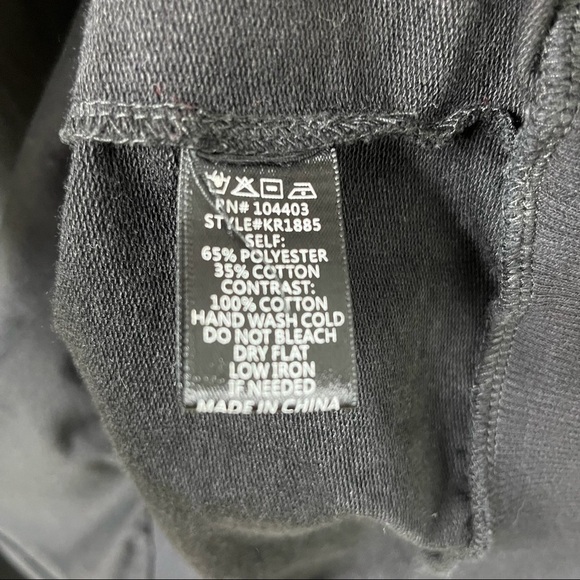 RN# 104403
STYLE#KR1885
SELF:
65% POLYESTER
35% COTTON
CONTRAST:
100% COTTON
HAND WASH COLD
DO NOT BLEACH
DRY FLAT
LOW IRON
IF NEEDED
MADE IN CHINA